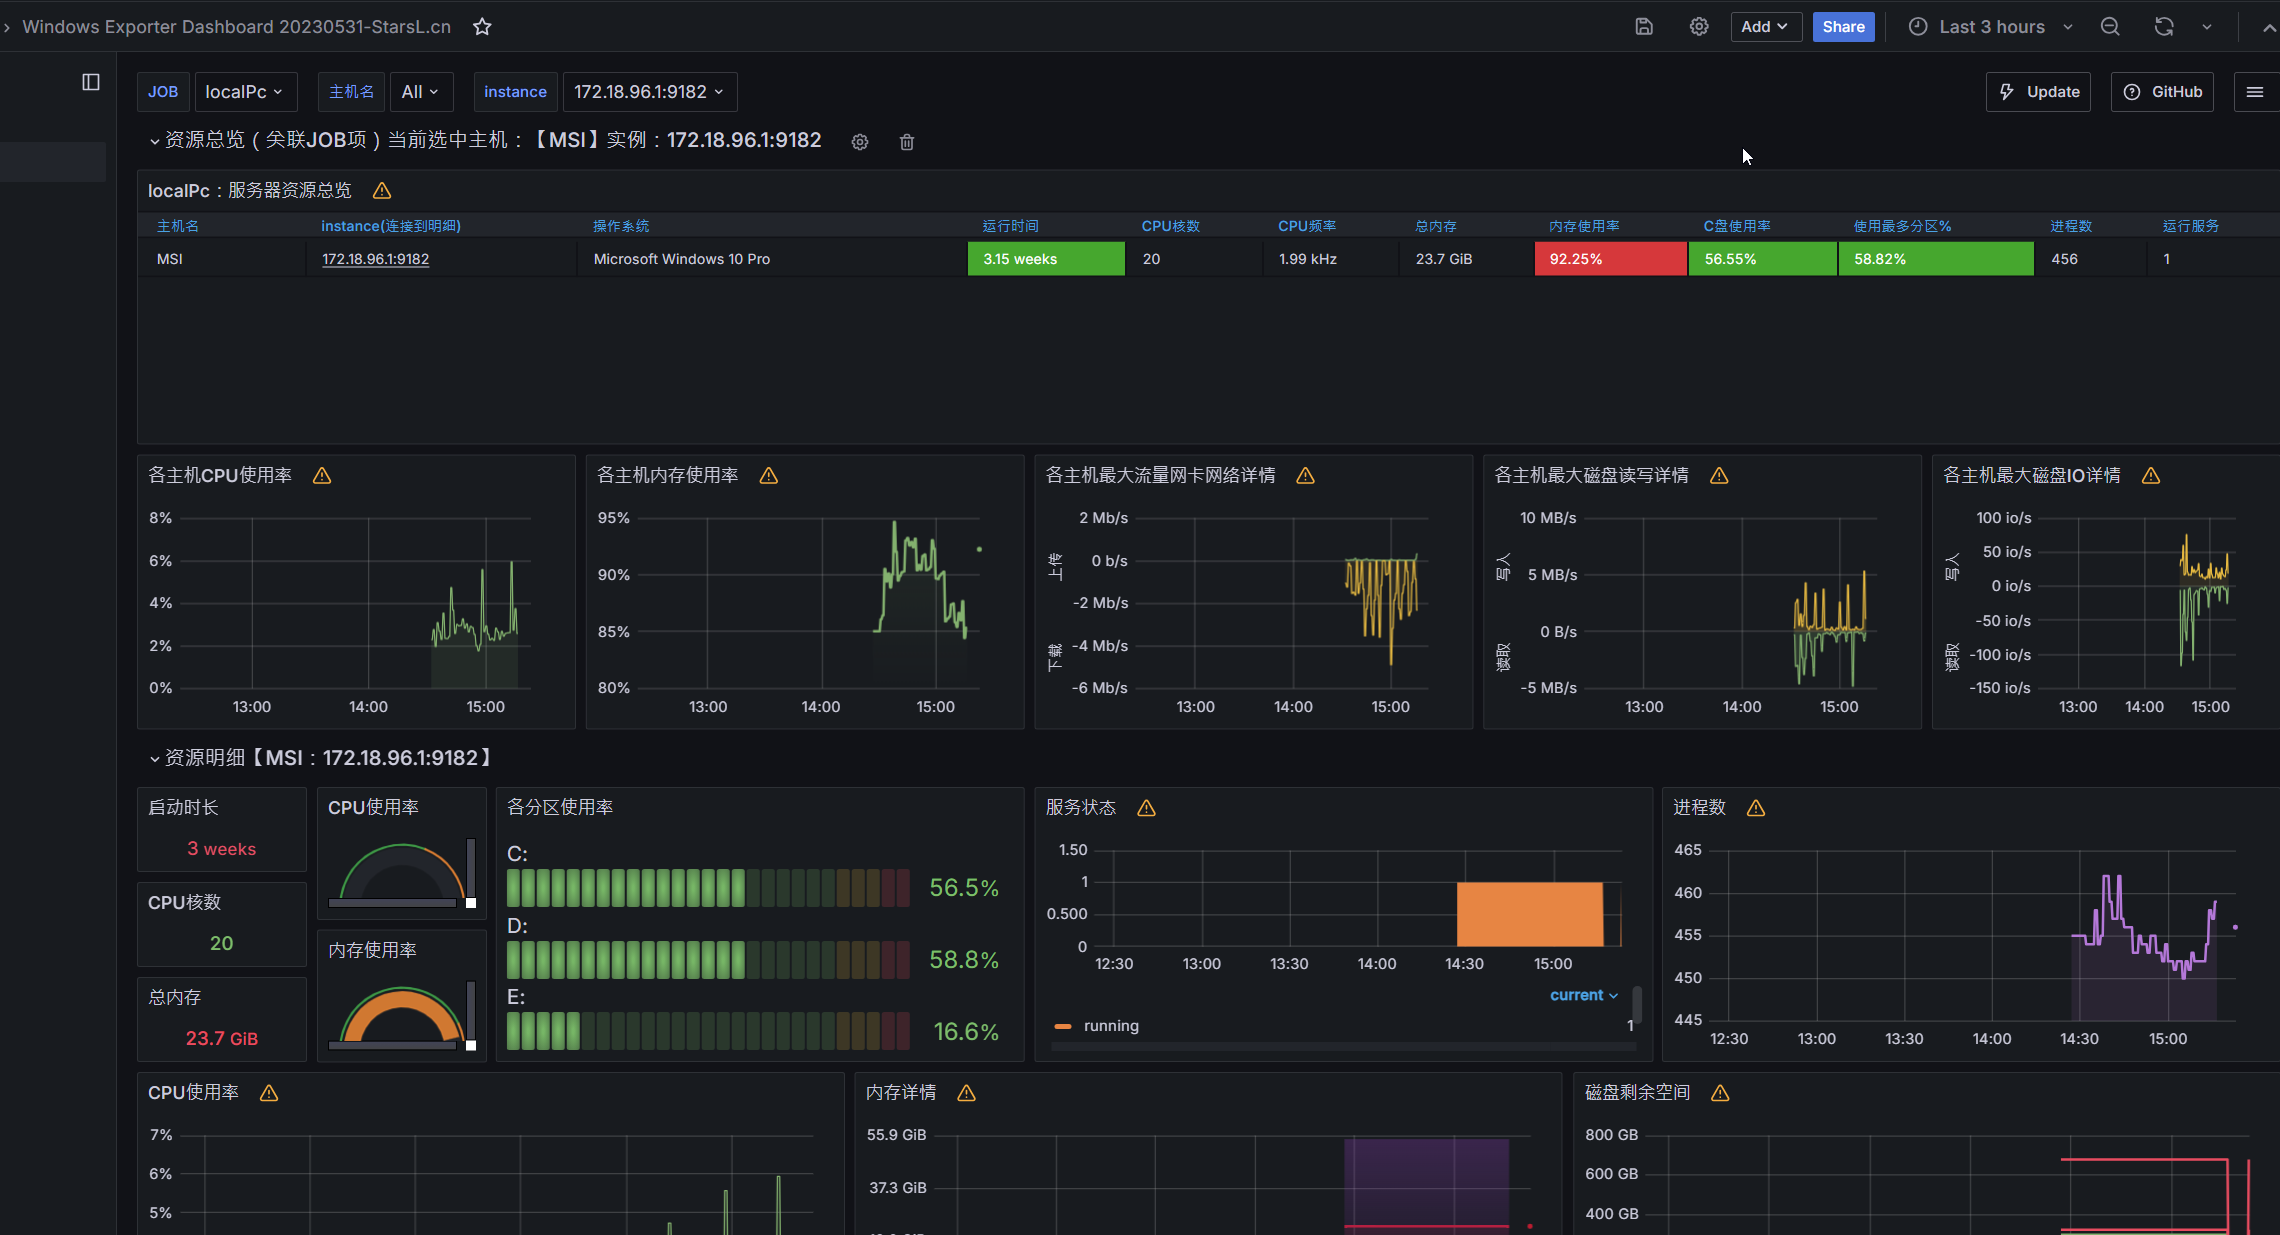 Windows Exporter Dashboard 20230531-StarsL.cn
Add
Share
Last 3 hours
JOB localPc 主机名 All instance 172.18.96.1:9182
Update
GitHub
资源总览（关联JOB项）当前选中主机：【MSI】实例：172.18.96.1:9182
localPc：服务器资源总览
主机名 instance(连接到明细) 操作系统 运行时间 CPU核数 CPU频率 总内存 内存使用率 C盘使用率 使用最多分区% 进程数 运行服务
MSI 172.18.96.1:9182 Microsoft Windows 10 Pro 3.15 weeks 20 1.99 kHz 23.7 GiB 92.25% 56.55% 58.82% 456 1
各主机CPU使用率
8%
6%
4%
2%
0%
13:00 14:00 15:00
各主机内存使用率
95%
90%
85%
80%
13:00 14:00 15:00
各主机最大流量网卡网络详情
上传
下载
2 Mb/s
0 b/s
-2 Mb/s
-4 Mb/s
-6 Mb/s
13:00 14:00 15:00
各主机最大磁盘读写详情
写入
读取
10 MB/s
5 MB/s
0 B/s
-5 MB/s
13:00 14:00 15:00
各主机最大磁盘IO详情
写入
读取
100 io/s
50 io/s
0 io/s
-50 io/s
-100 io/s
-150 io/s
13:00 14:00 15:00
资源明细【MSI：172.18.96.1:9182】
启动时长
3 weeks
CPU核数
20
总内存
23.7 GiB
CPU使用率
内存使用率
各分区使用率
C:
56.5%
D:
58.8%
E:
16.6%
服务状态
1.50
1
0.500
0
12:30 13:00 13:30 14:00 14:30 15:00
current
running 1
进程数
465
460
455
450
445
12:30 13:00 13:30 14:00 14:30 15:00
CPU使用率
7%
6%
5%
内存详情
55.9 GiB
37.3 GiB
磁盘剩余空间
800 GB
600 GB
400 GB